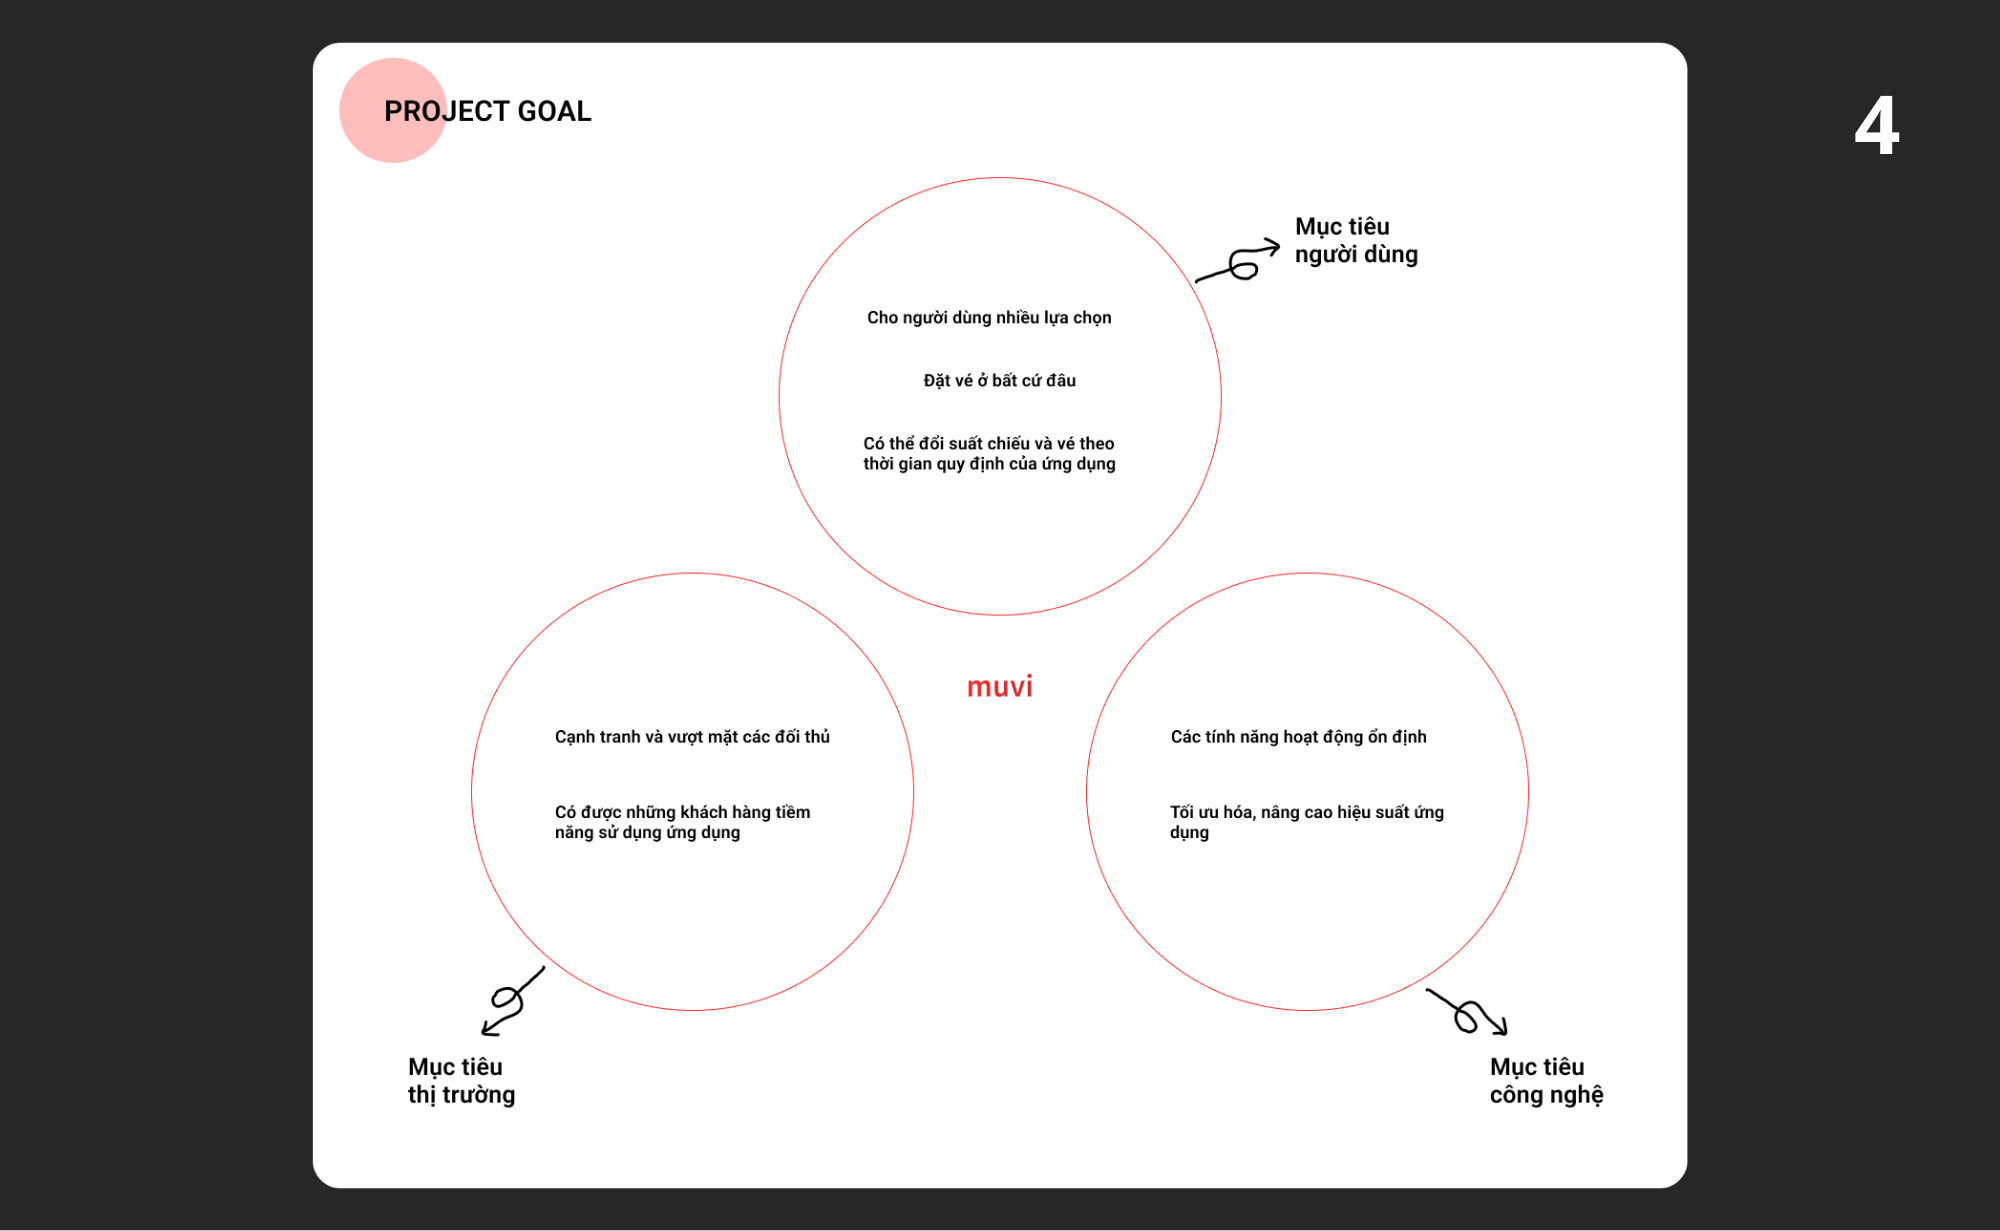 PROJECT GOAL
4
Mục tiêu
người dùng
Cho người dùng nhiều lựa chọn
Đặt vé ở bất cứ đâu
Có thể đổi suất chiếu và vé theo
thời gian quy định của ứng dụng
muvi
Cạnh tranh và vượt mặt các đối thủ
Có được những khách hàng tiềm
năng sử dụng ứng dụng
Các tính năng hoạt động ổn định
Tối ưu hóa, nâng cao hiệu suất ứng
dụng
Mục tiêu
thị trường
Mục tiêu
công nghệ